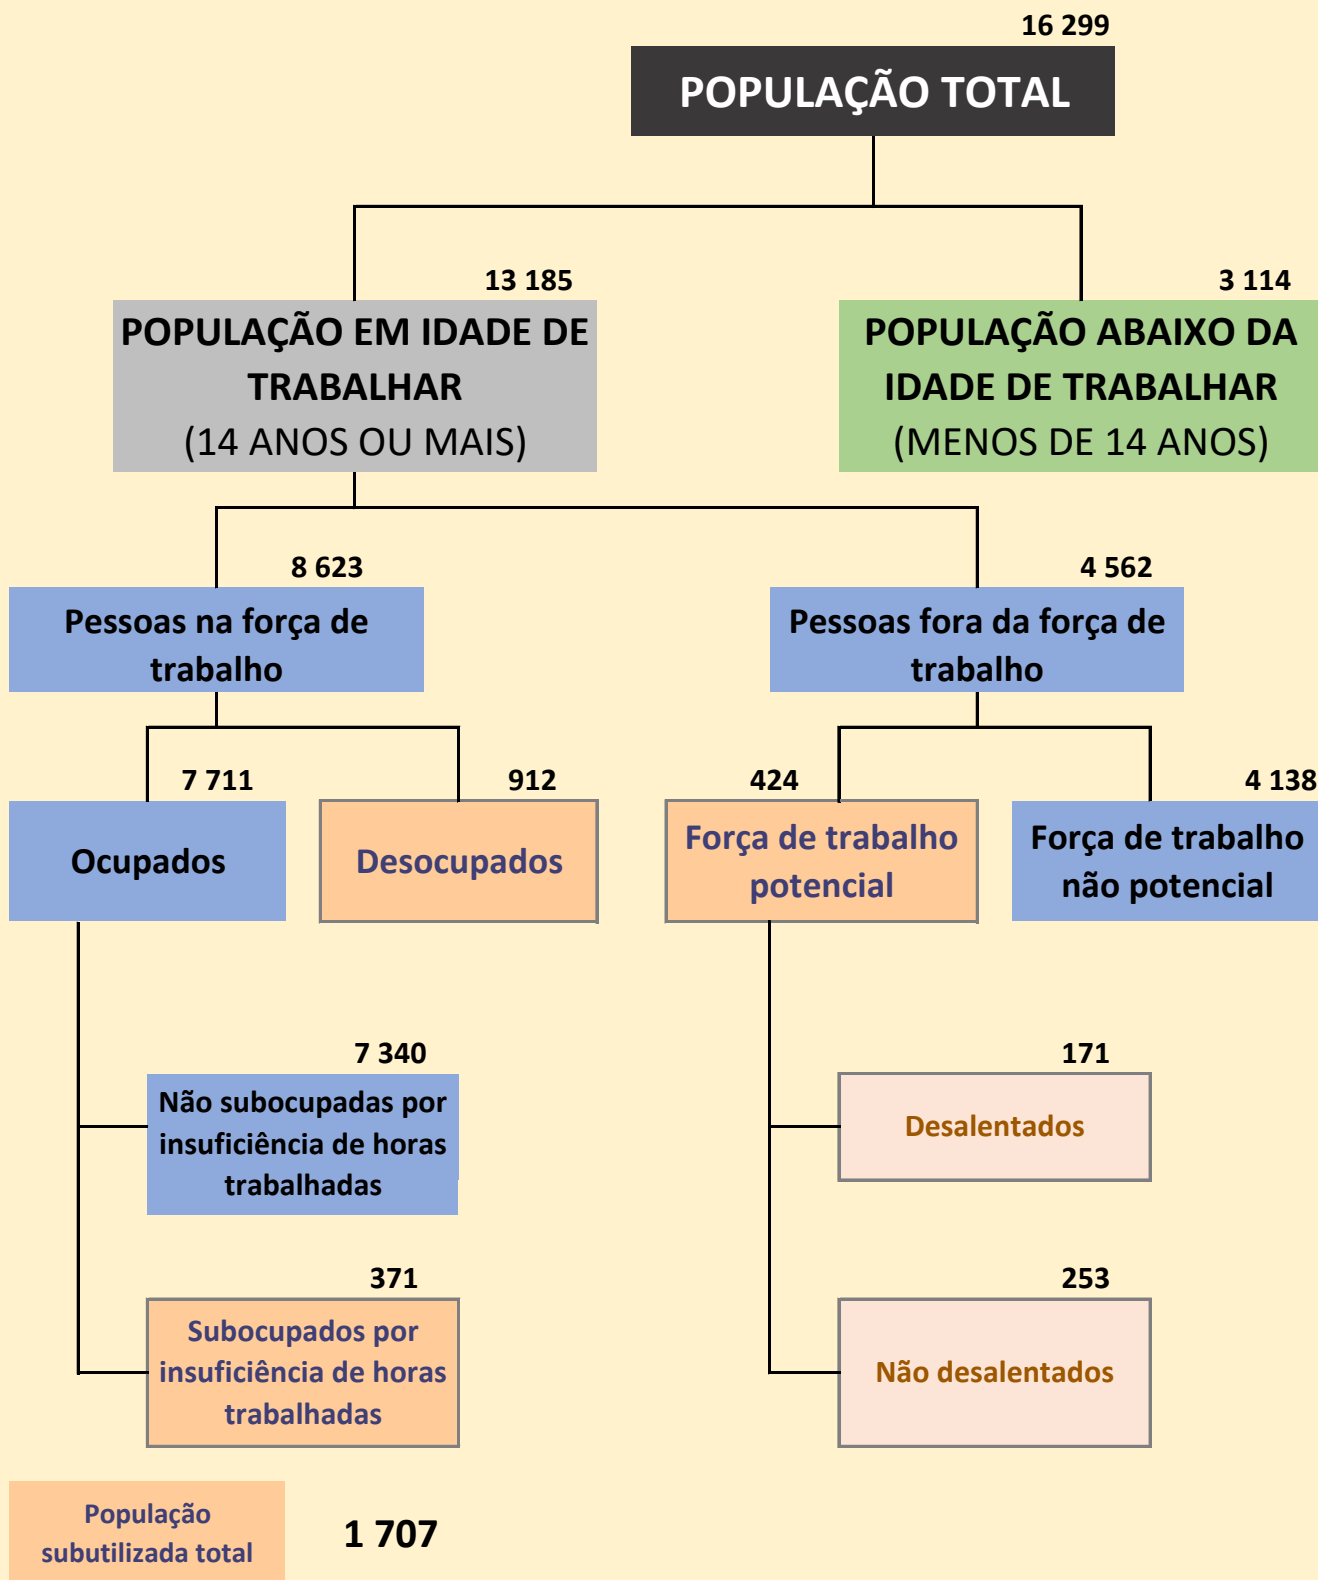 16 299
POPULAÇÃO TOTAL
13 185
POPULAÇÃO EM IDADE DE
TRABALHAR
(14 ANOS OU MAIS)
3 114
POPULAÇÃO ABAIXO DA
IDADE DE TRABALHAR
(MENOS DE 14 ANOS)
8 623
Pessoas na força de
trabalho
4 562
Pessoas fora da força de
trabalho
7 711
Ocupados
912
Desocupados
424
Força de trabalho
potencial
4 138
Força de trabalho
não potencial
7 340
Não subocupadas por
insuficiência de horas
trabalhadas
171
Desalentados
371
Subocupados por
insuficiência de horas
trabalhadas
253
Não desalentados
População
subutilizada total
1 707